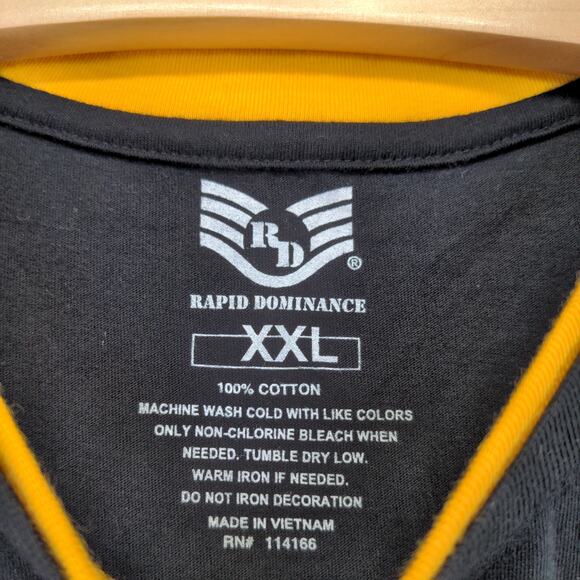 RD®
RAPID DOMINANCE
XXL
100% COTTON
MACHINE WASH COLD WITH LIKE COLORS
ONLY NON-CHLORINE BLEACH WHEN
NEEDED. TUMBLE DRY LOW.
WARM IRON IF NEEDED.
DO NOT IRON DECORATION
MADE IN VIETNAM
RN# 114166